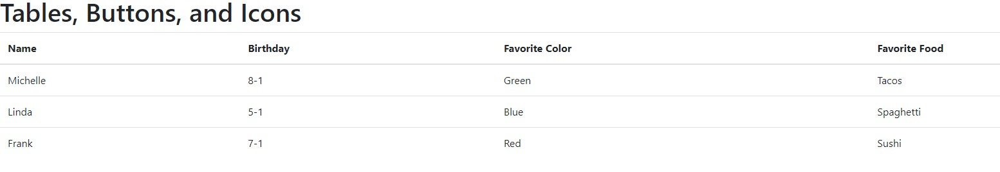 Tables, Buttons, and Icons
Name Birthday Favorite Color Favorite Food
Michelle 8-1 Green Tacos
Linda 5-1 Blue Spaghetti
Frank 7-1 Red Sushi